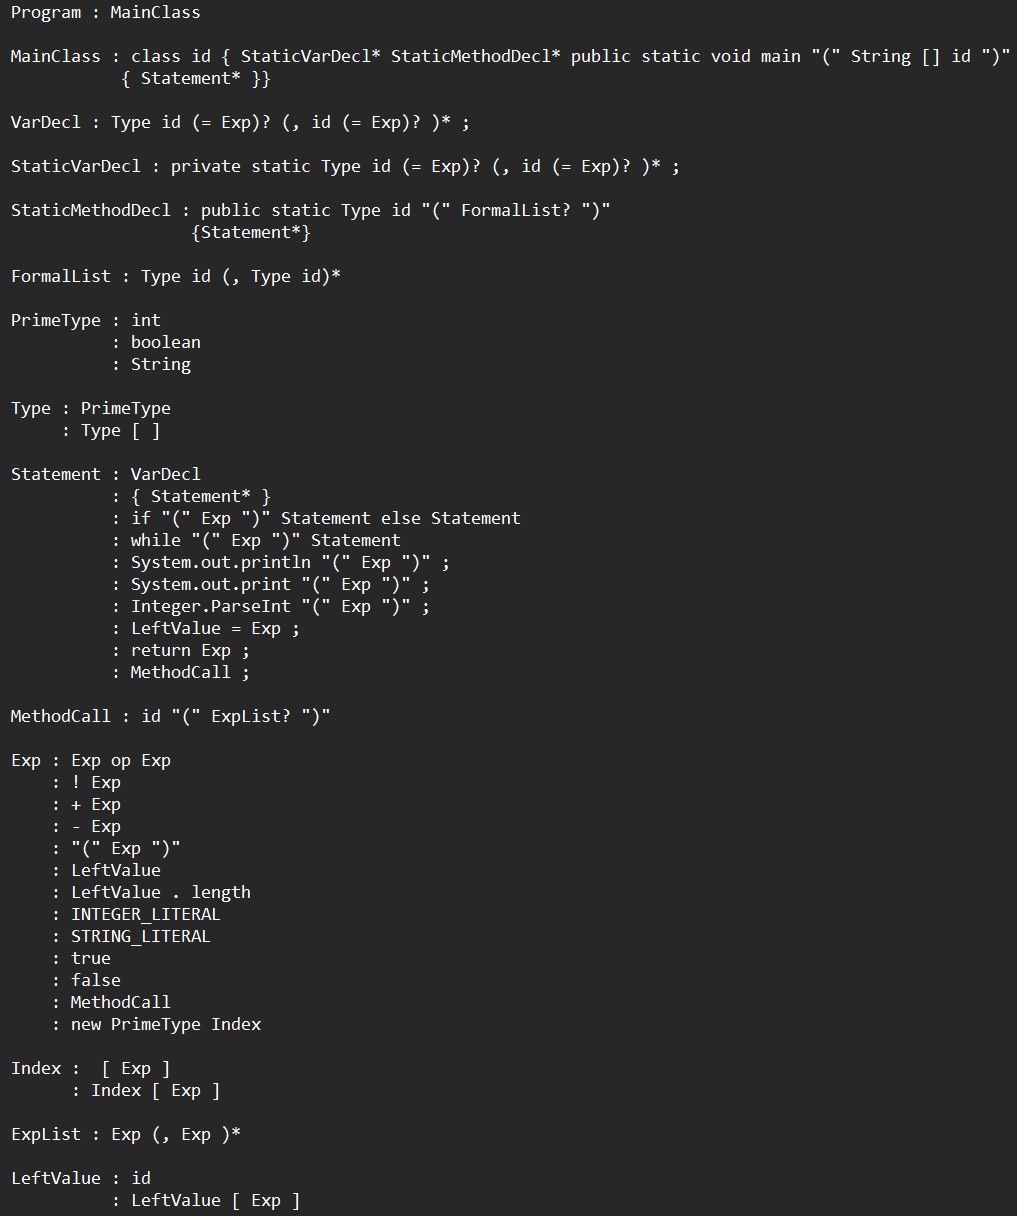 Program : MainClass
MainClass : class id { StaticVarDecl* StaticMethodDecl* public static void main "(" String [] id ")"
{ Statement* }}
VarDecl : Type id (= Exp)? (, id (= Exp)? )* ;
StaticVarDecl : private static Type id (= Exp)? (, id (= Exp)? )* ;
StaticMethodDecl : public static Type id "(" FormalList? ")"
{Statement*}
FormalList : Type id (, Type id)*
PrimeType : int
: boolean
: String
Type : PrimeType
: Type [ ]
Statement : VarDecl
: { Statement* }
: if "(" Exp ")" Statement else Statement
: while "(" Exp ")" Statement
: System.out.println "(" Exp ")" ;
: System.out.print "(" Exp ")" ;
: Integer.ParseInt "(" Exp ")" ;
: LeftValue = Exp ;
: return Exp ;
: MethodCall ;
MethodCall : id "(" ExpList? ")"
Exp : Exp op Exp
: ! Exp
: + Exp
: - Exp
: "(" Exp ")"
: LeftValue
: LeftValue . length
: INTEGER_LITERAL
: STRING_LITERAL
: true
: false
: MethodCall
: new PrimeType Index
Index : [ Exp ]
: Index [ Exp ]
ExpList : Exp (, Exp )*
LeftValue : id
: LeftValue [ Exp ]